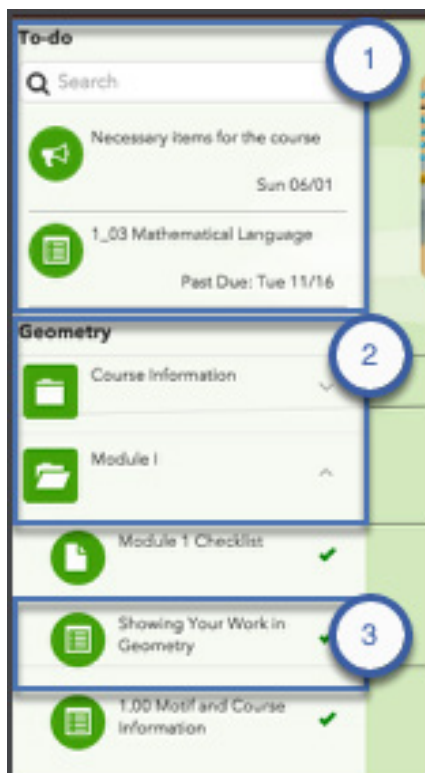 To-do
1
Search
Necessary items for the course
Sun 06/01
1_03 Mathematical Language
Past Due: Tue 11/16
Geometry
2
Course Information
Module I
Module 1 Checklist
Showing Your Work in
Geometry
3
1.00 Motif and Course
Information